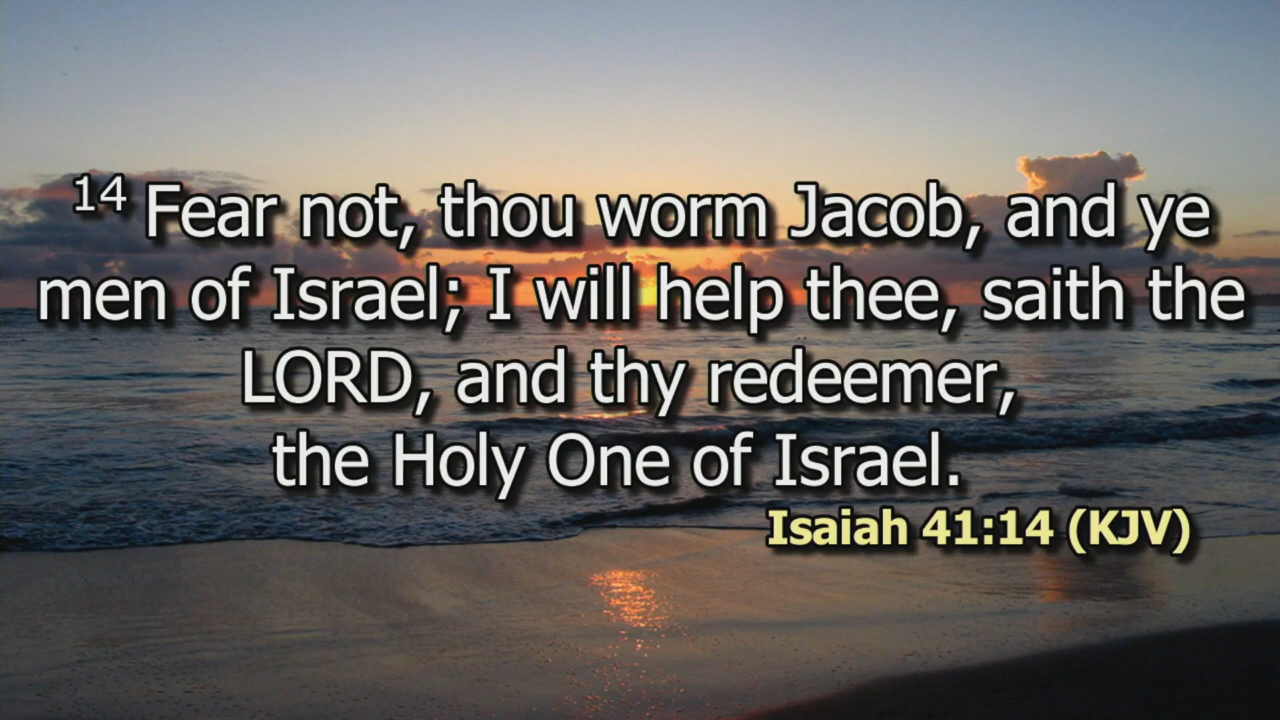 14 Fear not, thou worm Jacob, and ye
men of Israel; I will help thee, saith the
LORD, and thy redeemer,
the Holy One of Israel.
Isaiah 41:14 (KJV)